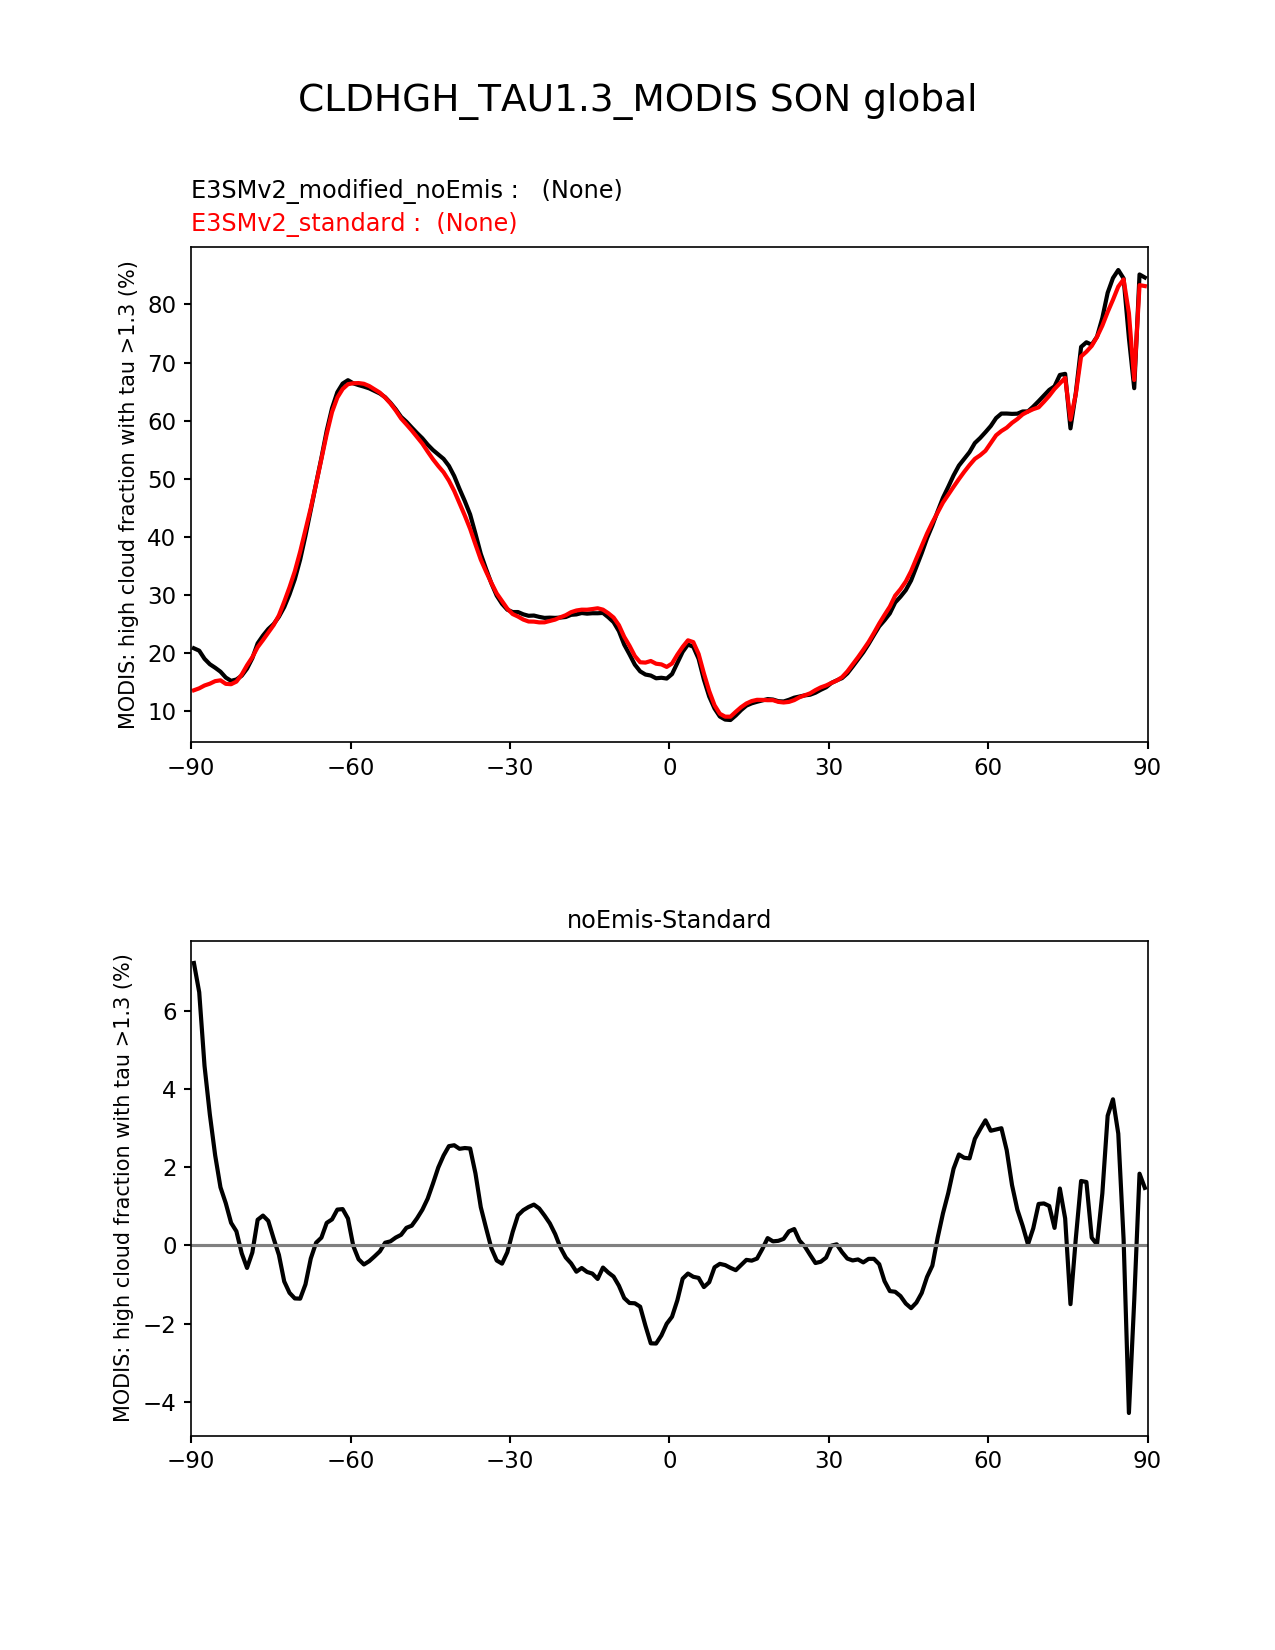 CLDHGH_TAU1.3_MODIS SON global
E3SMv2_modified_noEmis :   (None)
E3SMv2_standard :  (None)
MODIS: high cloud fraction with tau >1.3 (%)
80
70
60
50
40
30
20
10
−90 −60 −30 0 30 60 90
noEmis-Standard
MODIS: high cloud fraction with tau >1.3 (%)
6
4
2
0
−2
−4
−90 −60 −30 0 30 60 90